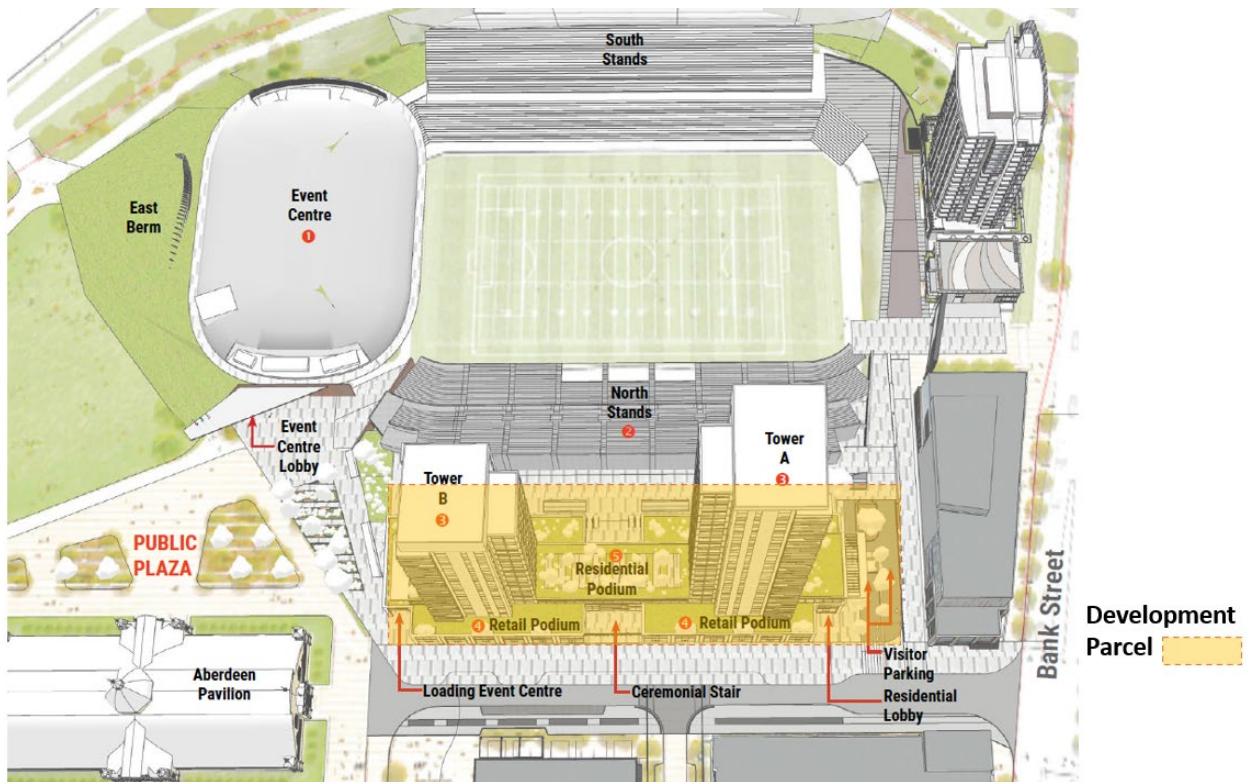 South
Stands
Event
Centre
1
East
Berm
North
Stands
2
Event
Centre
Lobby
Tower
A
3
Tower
B
3
PUBLIC
PLAZA
5
Residential
Podium
4 Retail Podium
4 Retail Podium
Bank Street
Development
Parcel
Visitor
Parking
Aberdeen
Pavilion
Loading Event Centre
Ceremonial Stair
Residential
Lobby